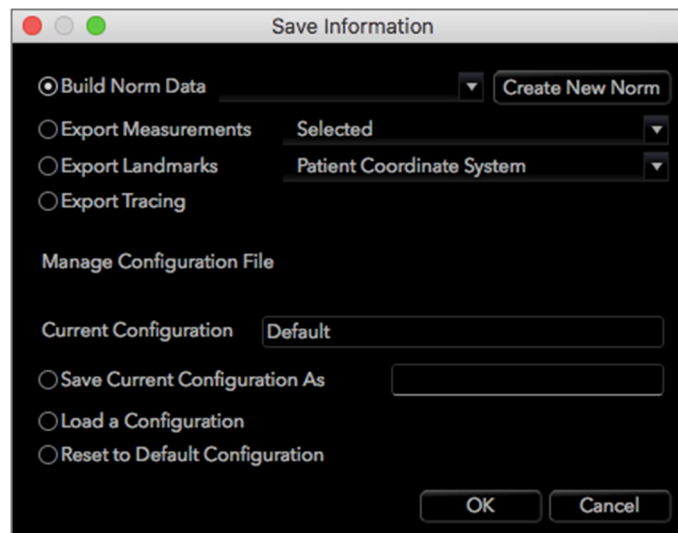 Save Information
Build Norm Data Create New Norm
Export Measurements Selected
Export Landmarks Patient Coordinate System
Export Tracing
Manage Configuration File
Current Configuration Default
Save Current Configuration As
Load a Configuration
Reset to Default Configuration
OK Cancel